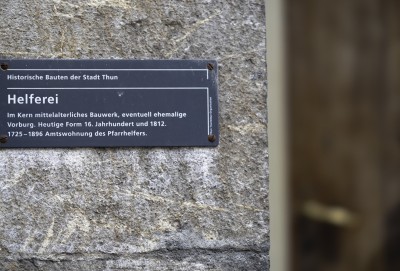 Historische Bauten der Stadt Thun
Helferei
Im Kern mittelalterliches Bauwerk, eventuell ehemalige
Vorburg. Heutige Form 16. Jahrhundert und 1812.
1725–1896 Amtswohnung des Pfarrhelfers.